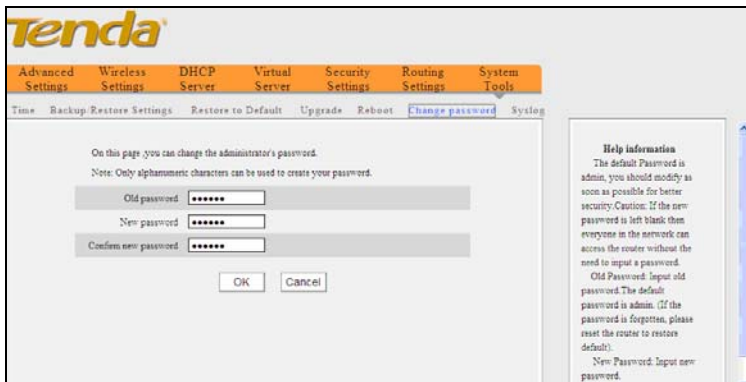 Tenda
Advanced Settings
Wireless Settings
DHCP Server
Virtual Server
Security Settings
Routing Settings
System Tools
Time Backup/Restore Settings Restore to Default Upgrade Reboot Change password Syslog
On this page ,you can change the administrator's password.
Note: Only alphanumeric characters can be used to create your password.
Old password ●●●●●●
New password ●●●●●●
Confirm new password ●●●●●●
OK Cancel
Help information
The default Password is
admin, you should modify as
soon as possible for better
security.Caution: If the new
password is left blank then
everyone in the network can
access the router without the
need to input a password.
Old Password: Input old
password.The default
password is admin. (If the
password is forgotten, please
reset the router to restore
default).
New Password: Input new
password.